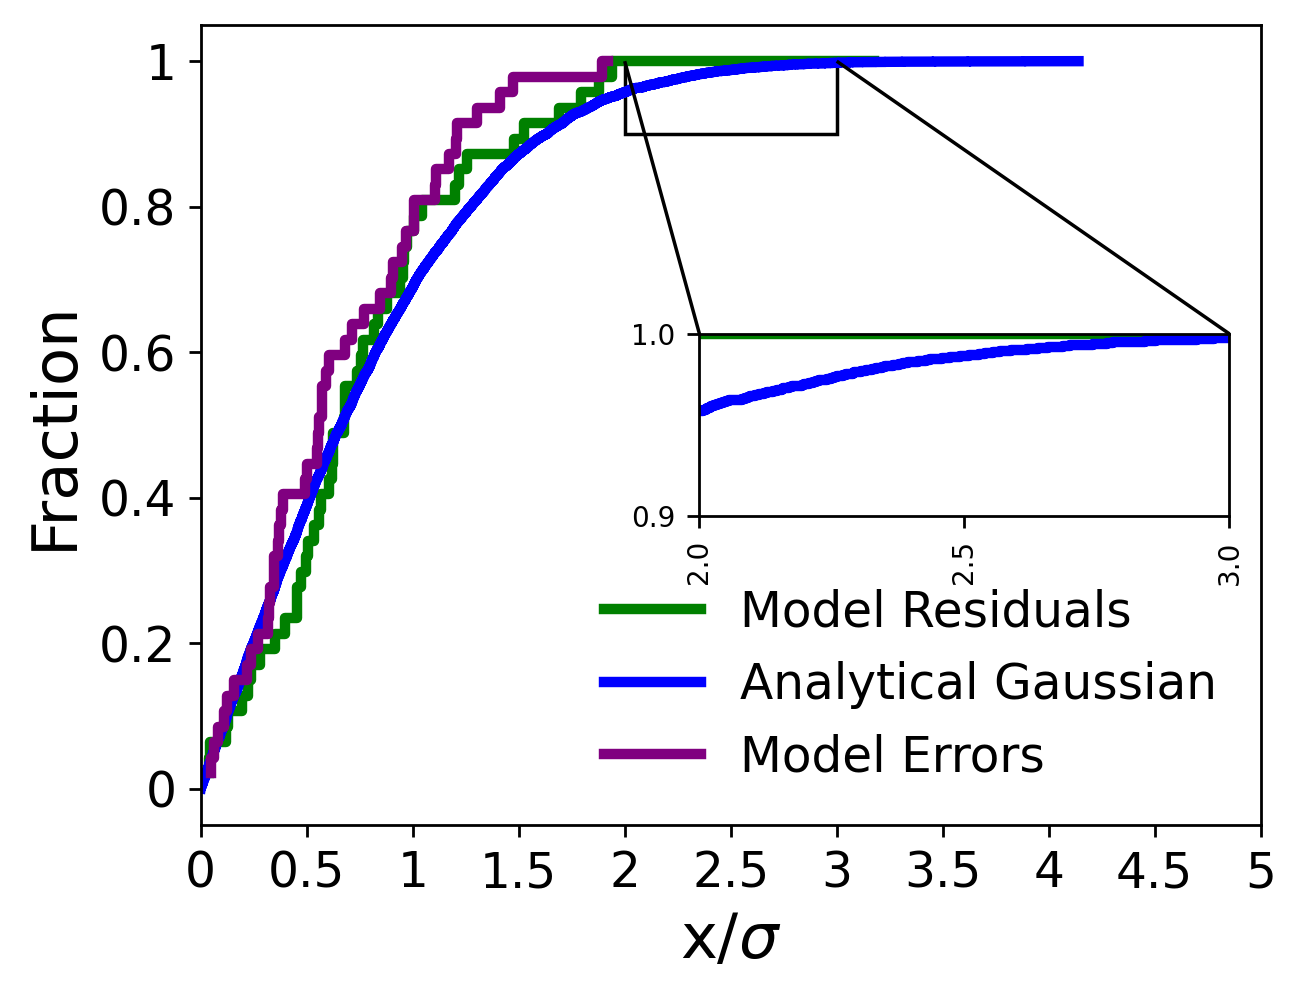 1
0.8
0.6
0.4
0.2
0
Fraction
1.0
0.9
2.0 2.5 3.0
Model Residuals
Analytical Gaussian
Model Errors
0 0.5 1 1.5 2 2.5 3 3.5 4 4.5 5
x/σ